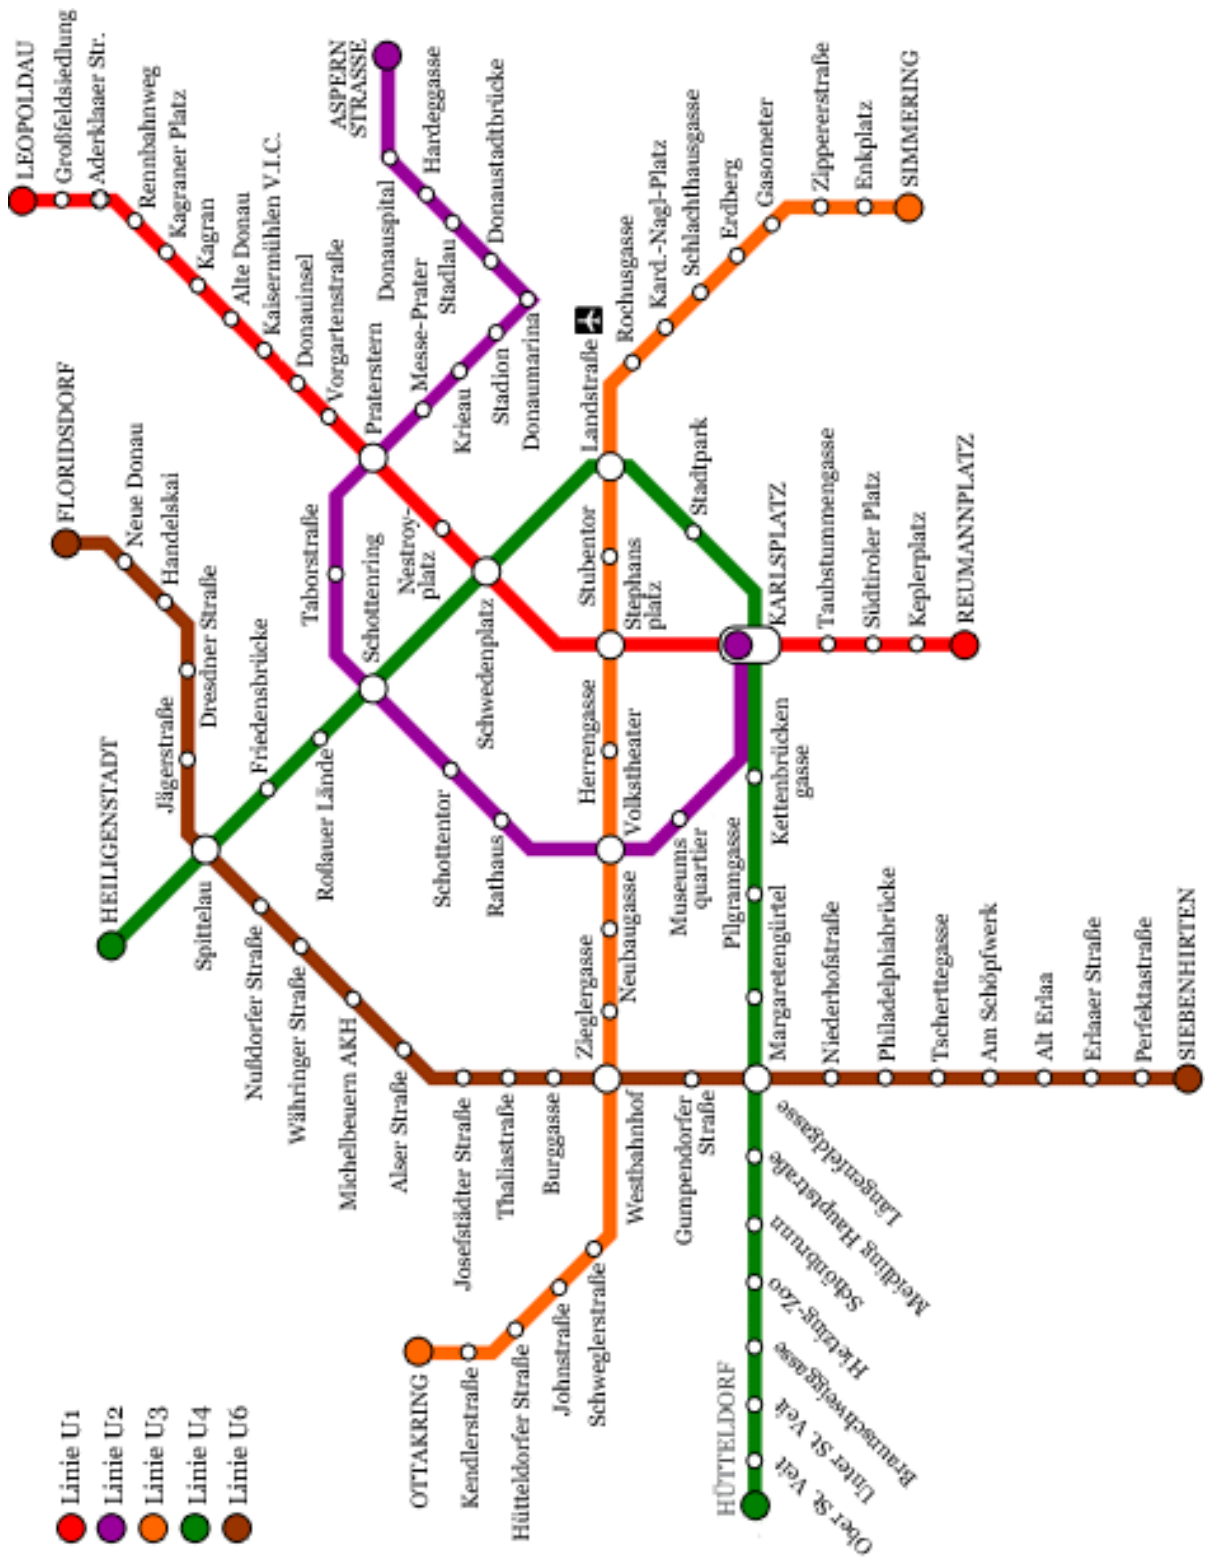 Linie U1
Linie U2
Linie U3
Linie U4
Linie U6
LEOPOLDAU
Großfeldsiedlung
Aderklaaer Str.
Rennbahnweg
Kagraner Platz
Kagran
Alte Donau
Kaisermühlen V.I.C.
Donauinsel
Vorgartenstraße
Praterstern
Nestroy-
platz
Schwedenplatz
Stephans
platz
KARLSPLATZ
Taubstummengasse
Südtiroler Platz
Keplerplatz
REUMANNPLATZ
ASPERN
STRASSE
Donauspital
Hardeggasse
Stadlau
Donaustadtbrücke
Donaumarina
Stadion
Krieau
Messe-Prater
Taborstraße
Schottenring
Schottentor
Rathaus
Volkstheater
Museums
quartier
OTTAKRING
Kendlerstraße
Hütteldorfer Straße
Johnstraße
Schweglerstraße
Westbahnhof
Zieglergasse
Neubaugasse
Herrengasse
Stubentor
Landstraße
Rochusgasse
Kard.-Nagl-Platz
Schlachthausgasse
Erdberg
Gasometer
Zippererstraße
Enkplatz
SIMMERING
HEILIGENSTADT
Spittelau
Friedensbrücke
Roßauer Lände
Stadtpark
Kettenbrücken
gasse
Pilgramgasse
Margaretengürtel
Längenfeldgasse
Meidling Hauptstraße
Schönbrunn
Hietzing-Zoo
Braunschweiggasse
Unter St. Veit
Ober St. Veit
HÜTTELDORF
FLORIDSDORF
Neue Donau
Handelskai
Dresdner Straße
Jägerstraße
Nußdorfer Straße
Währinger Straße
Michelbeuern AKH
Alser Straße
Josefstädter Straße
Thaliastraße
Burggasse
Gumpendorfer
Straße
Niederhofstraße
Philadelphiabrücke
Tscherttegasse
Am Schöpfwerk
Alt Erlaa
Erlaaer Straße
Perfektastraße
SIEBENHIRTEN